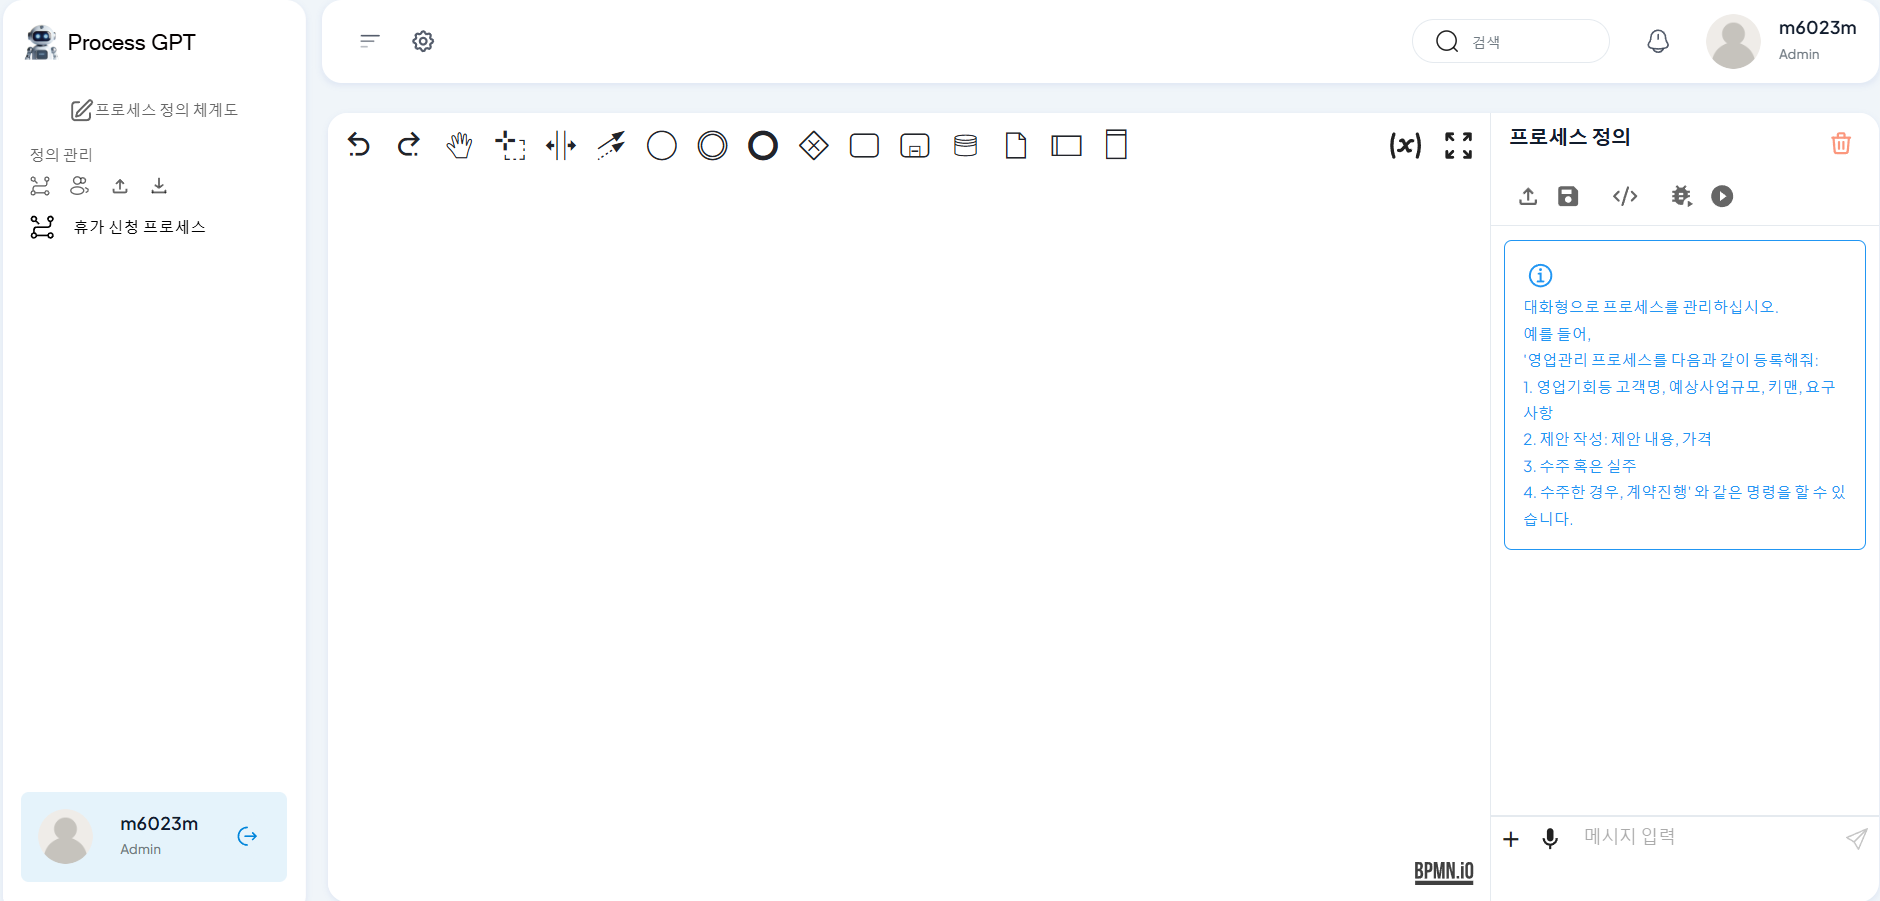 Process GPT
프로세스 정의 체계도
정의 관리
휴가 신청 프로세스
m6023m
Admin
검색
m6023m
Admin
(x)
프로세스 정의
대화형으로 프로세스를 관리하십시오.
예를 들어,
'영업관리 프로세스를 다음과 같이 등록해줘:
1. 영업기회등 고객명, 예상사업규모, 키맨, 요구
사항
2. 제안 작성: 제안 내용, 가격
3. 수주 혹은 실주
4. 수주한 경우, 계약진행' 와 같은 명령을 할 수 있
습니다.
메시지 입력
BPMN.iO